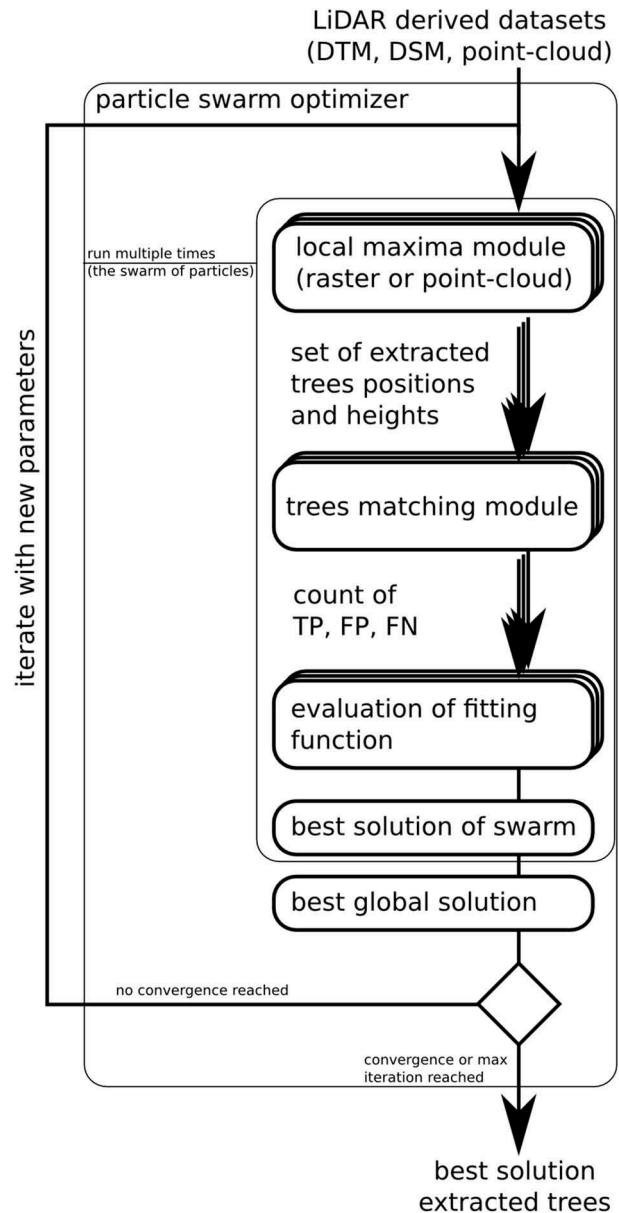 LiDAR derived datasets
(DTM, DSM, point-cloud)
particle swarm optimizer
run multiple times
(the swarm of particles)
local maxima module
(raster or point-cloud)
set of extracted
trees positions
and heights
trees matching module
count of
TP, FP, FN
evaluation of fitting
function
best solution of swarm
best global solution
iterate with new parameters
no convergence reached
convergence or max
iteration reached
best solution
extracted trees